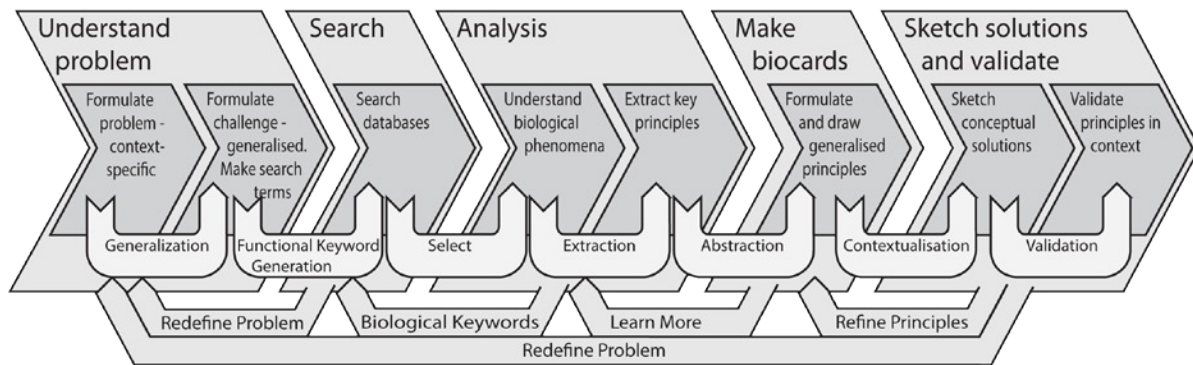 Understand
problem
Search
Analysis
Make
biocards
Sketch solutions
and validate
Formulate
problem -
context-
specific
Formulate
challenge -
generalised.
Make search
terms
Search
databases
Understand
biological
phenomena
Extract key
principles
Formulate
and draw
generalised
principles
Sketch
conceptual
solutions
Validate
principles in
context
Generalization
Functional Keyword
Generation
Select
Extraction
Abstraction
Contextualisation
Validation
Redefine Problem
Biological Keywords
Learn More
Refine Principles
Redefine Problem